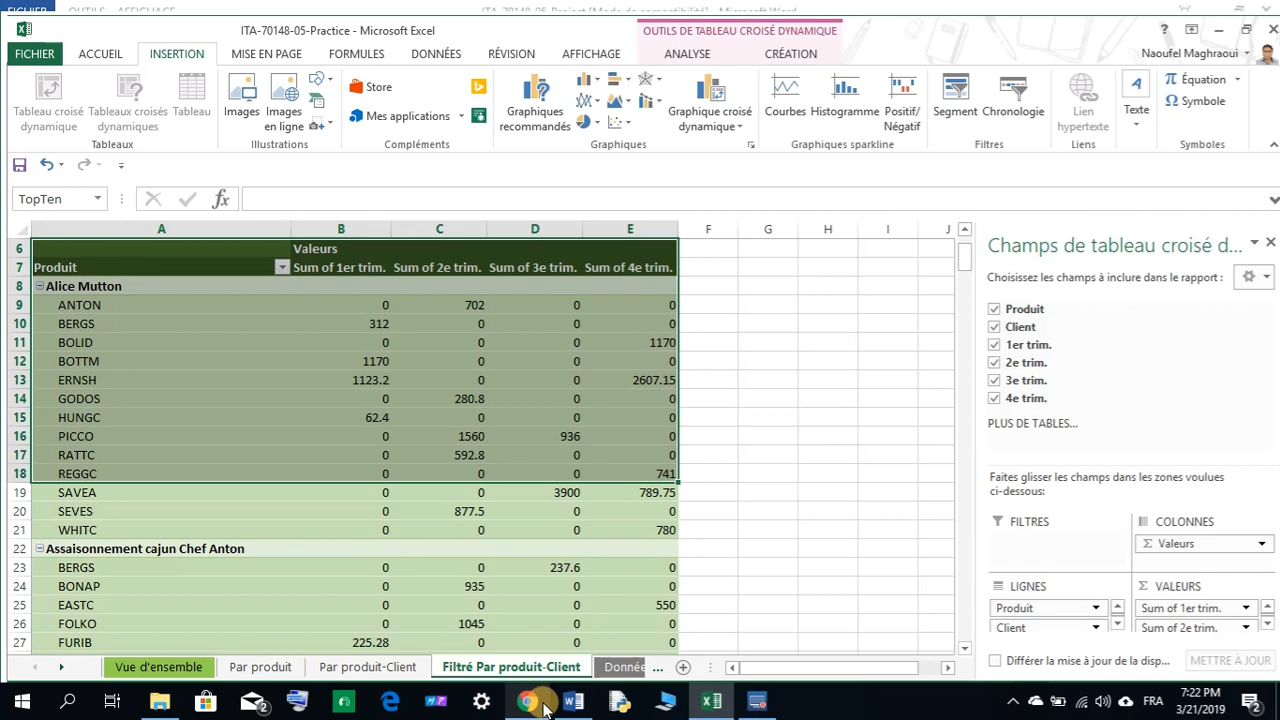 FICHIER OUTILS AFFICHAGE ITA-70148-05-Project [Mode de compatibilité] - Microsoft Word
ITA-70148-05-Practice - Microsoft Excel OUTILS DE TABLEAU CROISÉ DYNAMIQUE
FICHIER ACCUEIL INSERTION MISE EN PAGE FORMULES DONNÉES RÉVISION AFFICHAGE ANALYSE CRÉATION Naoufel Maghraoui
Tableau croisé dynamique Tableaux croisés dynamiques Tableau Images Images en ligne Store Mes applications Graphiques recommandés Graphique croisé dynamique Courbes Histogramme Positif/ Négatif Segment Chronologie Lien hypertexte Texte Équation Symbole
Tableaux Illustrations Compléments Graphiques Graphiques sparkline Filtres Liens Symboles
TopTen fx
A B C D E F G H I J
6 Valeurs
7 Produit Sum of 1er trim. Sum of 2e trim. Sum of 3e trim. Sum of 4e trim.
8 Alice Mutton
9 ANTON 0 702 0 0
10 BERGS 312 0 0 0
11 BOLID 0 0 0 1170
12 BOTTM 1170 0 0 0
13 ERNSH 1123.2 0 0 2607.15
14 GODOS 0 280.8 0 0
15 HUNGC 62.4 0 0 0
16 PICCO 0 1560 936 0
17 RATTC 0 592.8 0 0
18 REGGC 0 0 0 741
19 SAVEA 0 0 3900 789.75
20 SEVES 0 877.5 0 0
21 WHITC 0 0 0 780
22 Assaisonnement cajun Chef Anton
23 BERGS 0 0 237.6 0
24 BONAP 0 935 0 0
25 EASTC 0 0 0 550
26 FOLKO 0 1045 0 0
27 FURIB 225.28 0 0 0
Vue d'ensemble Par produit Par produit-Client Filtré Par produit-Client Donnée ...
Champs de tableau croisé d...
Choisissez les champs à inclure dans le rapport :
Produit
Client
1er trim.
2e trim.
3e trim.
4e trim.
PLUS DE TABLES...
Faites glisser les champs dans les zones voulues
ci-dessous:
FILTRES COLONNES
Σ Valeurs
LIGNES Σ VALEURS
Produit Sum of 1er trim.
Client Sum of 2e trim.
Différer la mise à jour de la disp... METTRE À JOUR
2 FRA 7:22 PM
3/21/2019 2